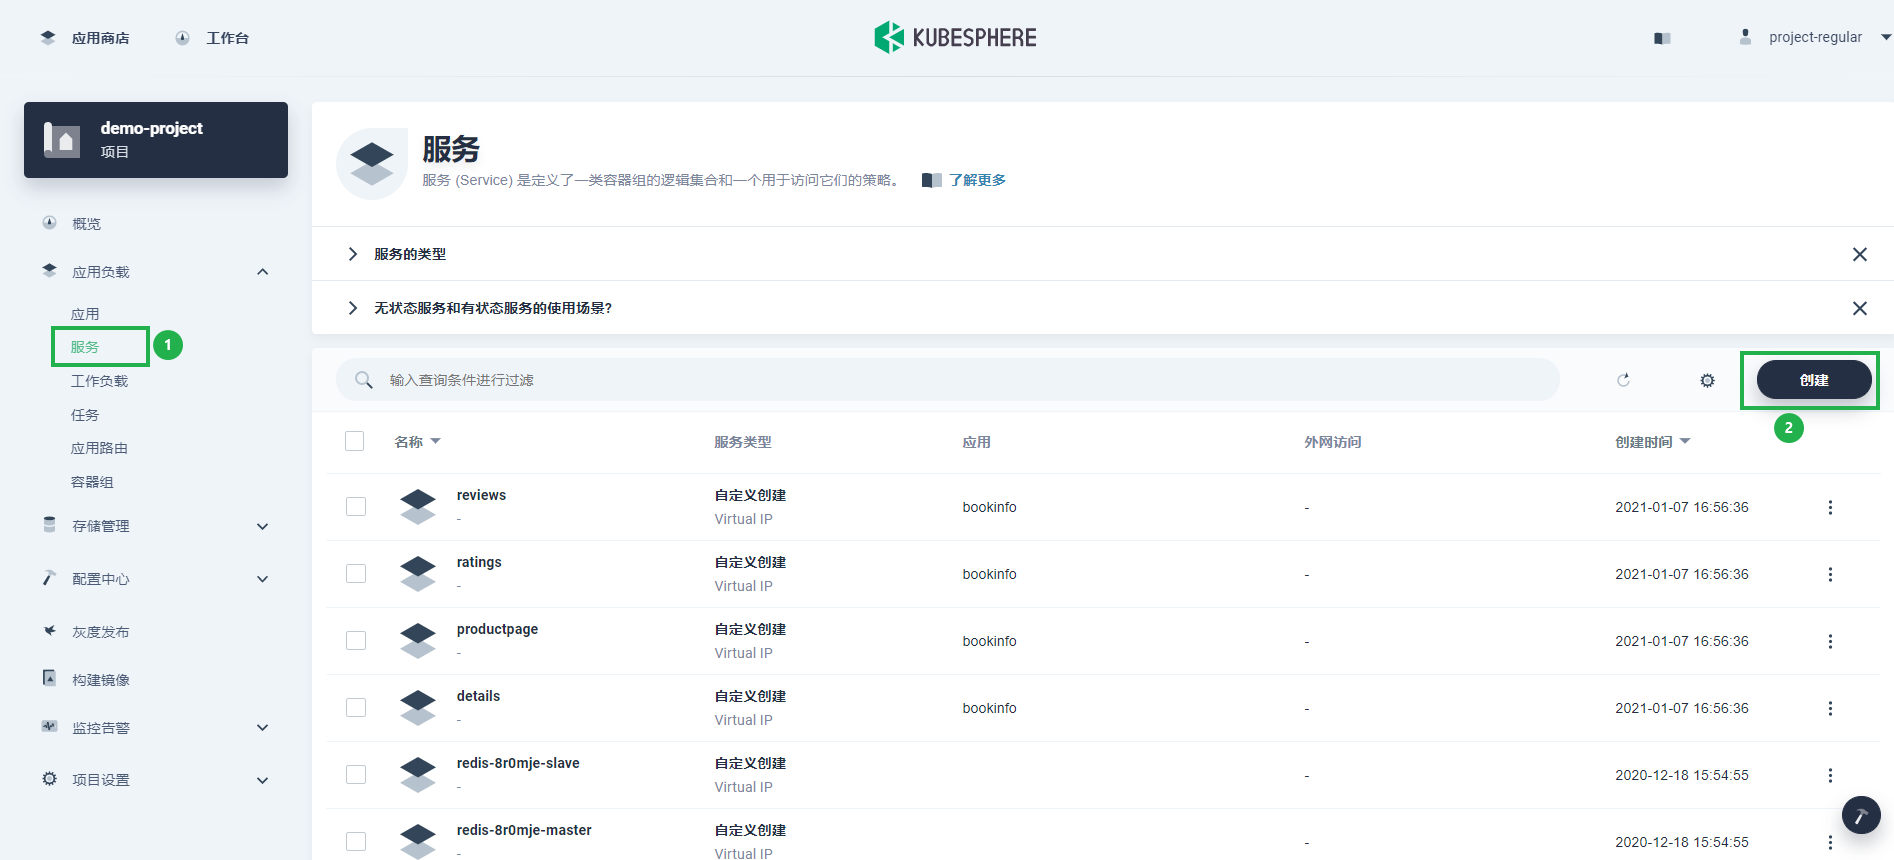 应用商店
工作台
KUBESPHERE
project-regular
demo-project
项目
概览
应用负载
应用
服务
1
工作负载
任务
应用路由
容器组
存储管理
配置中心
灰度发布
构建镜像
监控告警
项目设置
服务
服务 (Service) 是定义了一类容器组的逻辑集合和一个用于访问它们的策略。 了解更多
服务的类型
无状态服务和有状态服务的使用场景?
输入查询条件进行过滤
创建
2
名称 服务类型 应用 外网访问 创建时间
reviews 自定义创建
bookinfo - 2021-01-07 16:56:36
- Virtual IP
ratings 自定义创建
bookinfo - 2021-01-07 16:56:36
- Virtual IP
productpage 自定义创建
bookinfo - 2021-01-07 16:56:36
- Virtual IP
details 自定义创建
bookinfo - 2021-01-07 16:56:36
- Virtual IP
redis-8r0mje-slave 自定义创建
- 2020-12-18 15:54:55
- Virtual IP
redis-8r0mje-master 自定义创建
- 2020-12-18 15:54:55
- Virtual IP